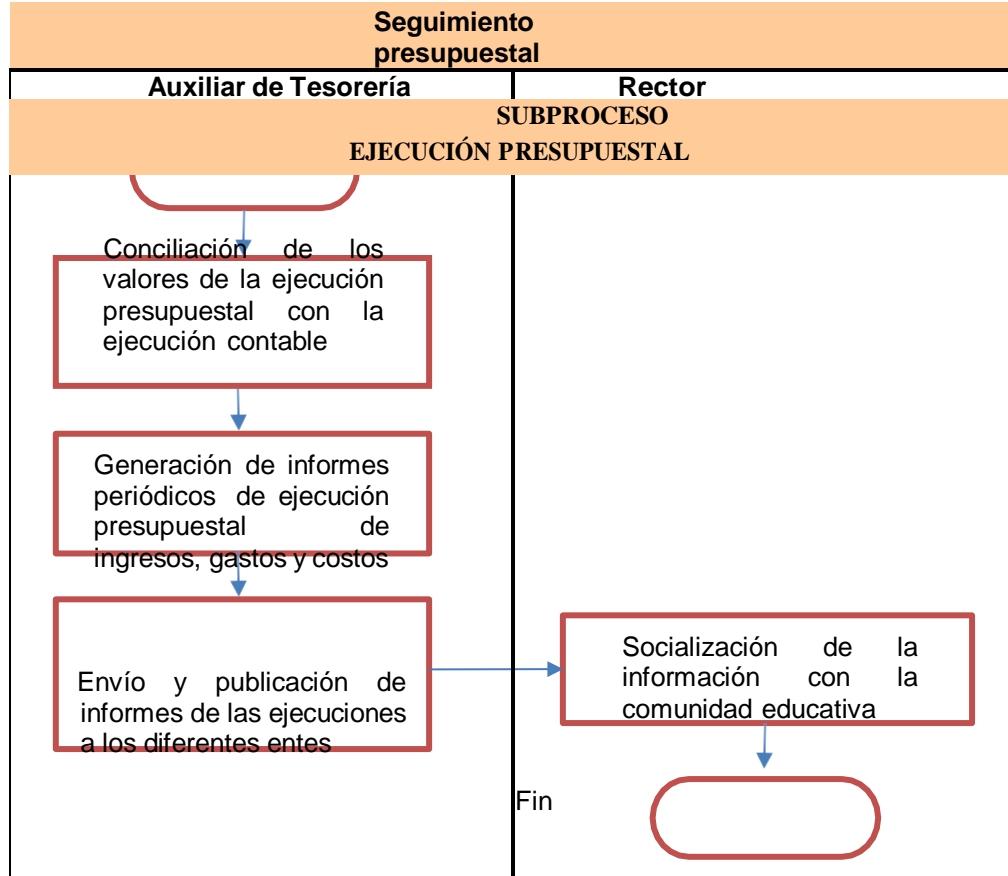 Seguimiento
presupuestal
Auxiliar de Tesorería
Rector
SUBPROCESO
EJECUCIÓN PRESUPUESTAL
Conciliación de los
valores de la ejecución
presupuestal con la
ejecución contable
Generación de informes
periódicos de ejecución
presupuestal de
ingresos, gastos y costos
Envío y publicación de
informes de las ejecuciones
a los diferentes entes
Socialización de la
información con la
comunidad educativa
Fin